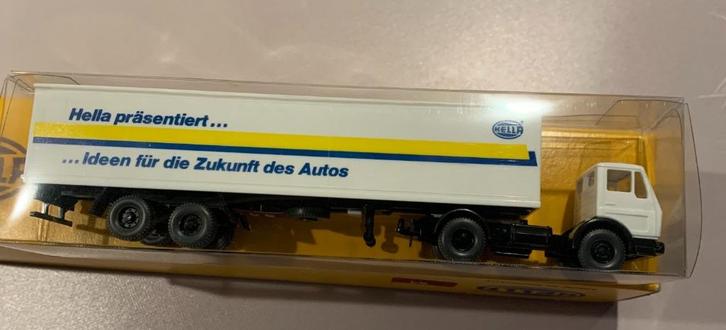 Hella präsentiert...
HELLA
...Ideen für die Zukunft des Autos